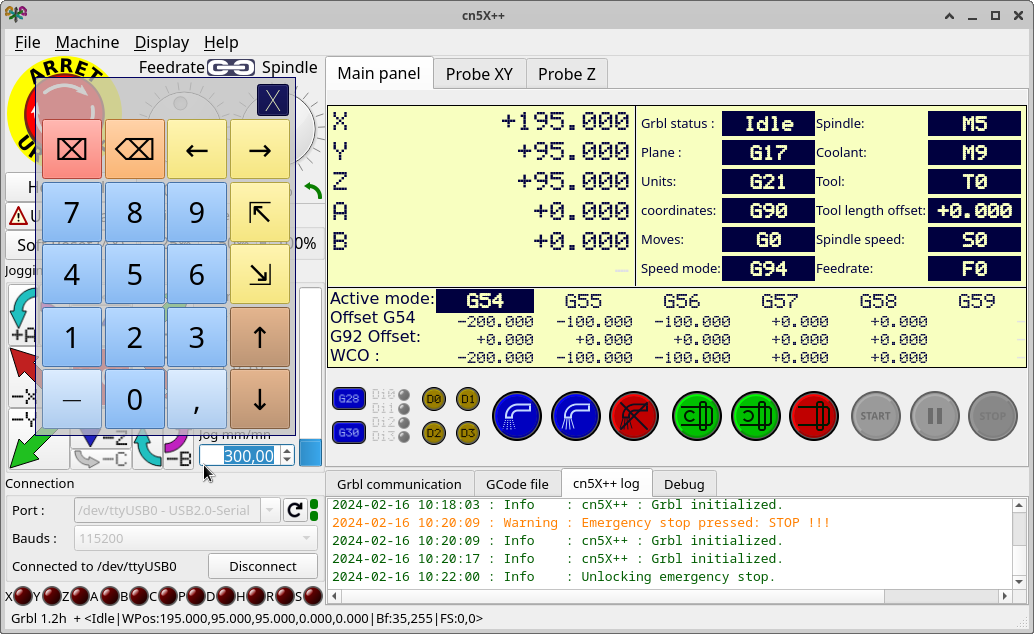 cn5X++
File Machine Display Help
ARRET
Feedrate Spindle
Main panel Probe XY Probe Z
X +195.000
Y +95.000
Z +95.000
A +0.000
B +0.000
Grbl status : Idle Spindle: M5
Plane : G17 Coolant: M9
Units: G21 Tool: T0
coordinates: G90 Tool length offset: +0.000
Moves: G0 Spindle speed: S0
Speed mode: G94 Feedrate: F0
Active mode: G54 G55 G56 G57 G58 G59
Offset G54 -200.000 -100.000 -100.000 +0.000 +0.000
G92 Offset: +0.000 +0.000 +0.000 +0.000 +0.000
WCO : -200.000 -100.000 -100.000 +0.000 +0.000
X
⌧ ⌫ ← →
7 8 9 ⇱
4 5 6 ⇲
1 2 3 ↑
— 0 , ↓
+A
-X
-Y
-Z
-C
-B
Jog mm/mn
300,00
G28 Di0 D0 D1
Di1
G30 Di2 D2 D3
Di3
START STOP
Connection
Port : /dev/ttyUSB0 - USB2.0-Serial
Bauds : 115200
Connected to /dev/ttyUSB0 Disconnect
X Y Z A B C P D H R S
Grbl communication GCode file cn5X++ log Debug
2024-02-16 10:18:03 : Info : cn5X++ : Grbl initialized.
2024-02-16 10:20:09 : Warning : Emergency stop pressed: STOP !!!
2024-02-16 10:20:09 : Info : cn5X++ : Grbl initialized.
2024-02-16 10:20:17 : Info : cn5X++ : Grbl initialized.
2024-02-16 10:22:00 : Info : Unlocking emergency stop.
Grbl 1.2h + <Idle|WPos:195.000,95.000,95.000,0.000,0.000|Bf:35,255|FS:0,0>